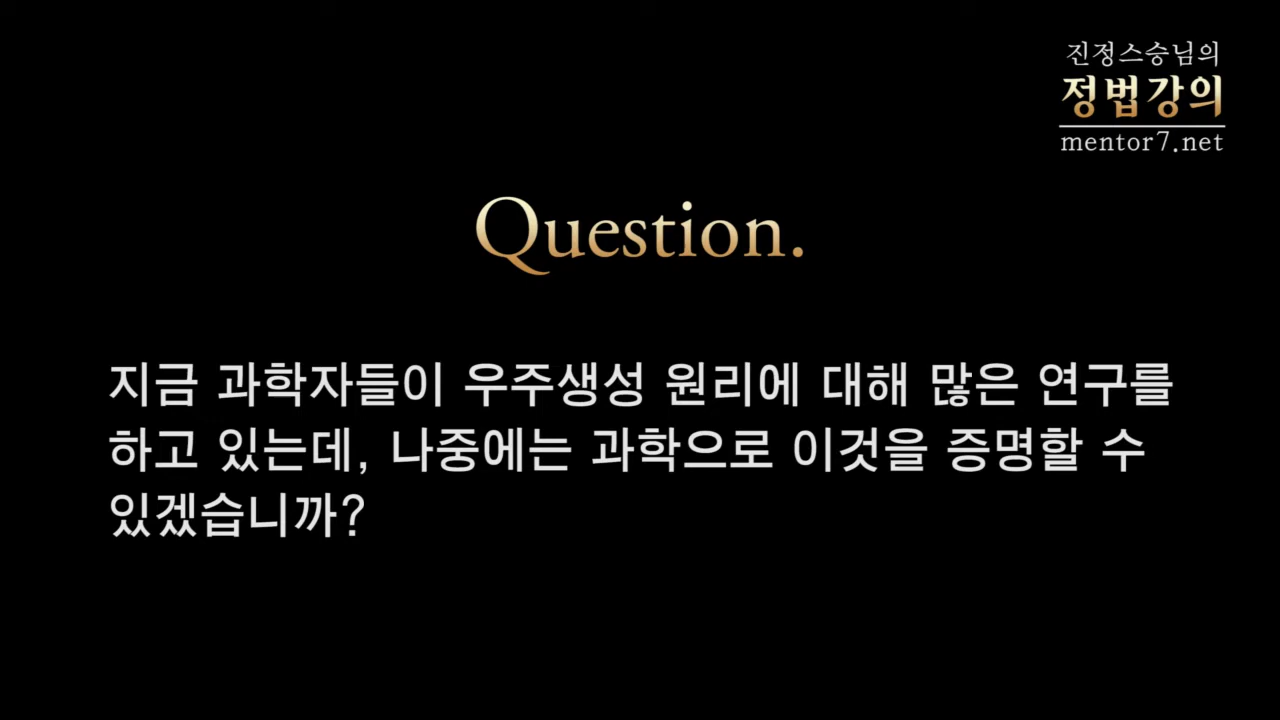 진정스승님의
정법강의
mentor7.net
Question.
지금 과학자들이 우주생성 원리에 대해 많은 연구를
하고 있는데, 나중에는 과학으로 이것을 증명할 수
있겠습니까?